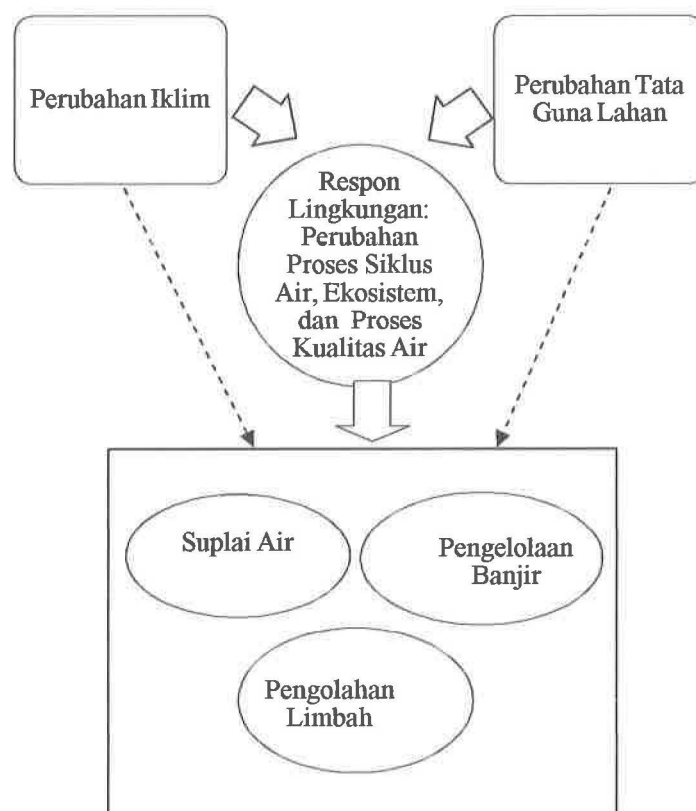 Perubahan Iklim
Perubahan Tata
Guna Lahan
Respon
Lingkungan:
Perubahan
Proses Siklus
Air, Ekosistem,
dan Proses
Kualitas Air
Suplai Air
Pengelolaan
Banjir
Pengolahan
Limbah